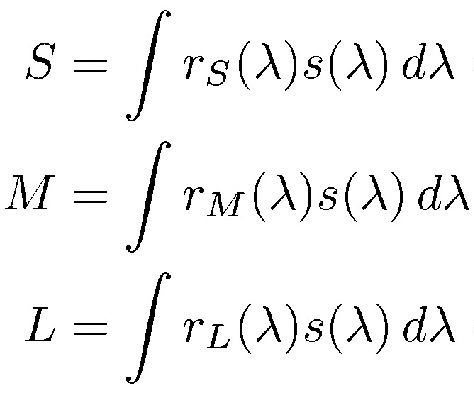 S = ∫ r_S(λ)s(λ) dλ
M = ∫ r_M(λ)s(λ) dλ
L = ∫ r_L(λ)s(λ) dλ